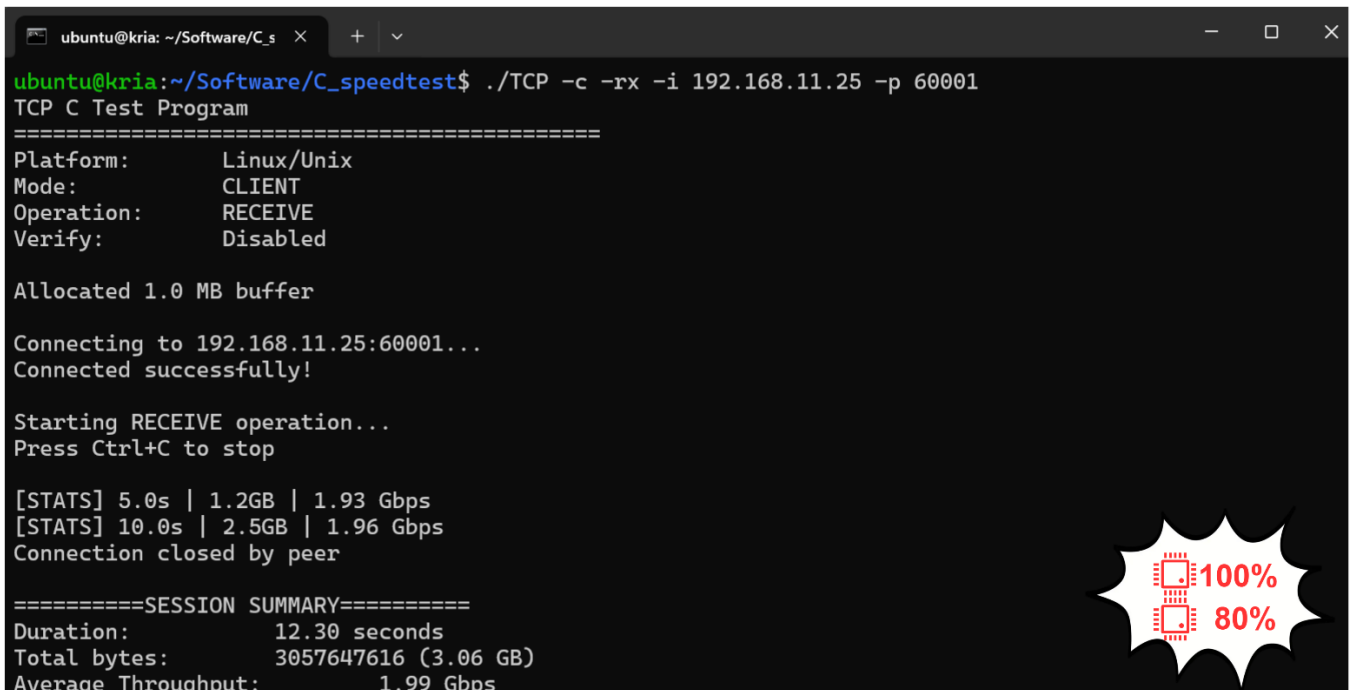 ubuntu@kria: ~/Software/C_s
ubuntu@kria:~/Software/C_speedtest$ ./TCP -c -rx -i 192.168.11.25 -p 60001
TCP C Test Program
=============================================
Platform:       Linux/Unix
Mode:           CLIENT
Operation:      RECEIVE
Verify:         Disabled
Allocated 1.0 MB buffer
Connecting to 192.168.11.25:60001...
Connected successfully!
Starting RECEIVE operation...
Press Ctrl+C to stop
[STATS] 5.0s | 1.2GB | 1.93 Gbps
[STATS] 10.0s | 2.5GB | 1.96 Gbps
Connection closed by peer
==========SESSION SUMMARY==========
Duration:           12.30 seconds
Total bytes:        3057647616 (3.06 GB)
Average Throughput:         1.99 Gbps
100%
80%